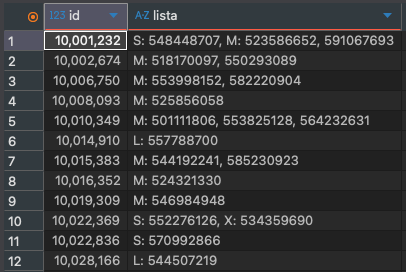 123 id A-Z lista
1 10,001,232 S: 548448707, M: 523586652, 591067693
2 10,002,674 M: 518170097, 550293089
3 10,006,750 M: 553998152, 582220904
4 10,008,093 M: 525856058
5 10,010,349 M: 501111806, 553825128, 564232631
6 10,014,910 L: 557788700
7 10,015,383 M: 544192241, 585230923
8 10,016,352 M: 524321330
9 10,019,309 M: 546984948
10 10,022,369 S: 552276126, X: 534359690
11 10,022,836 S: 570992866
12 10,028,166 L: 544507219